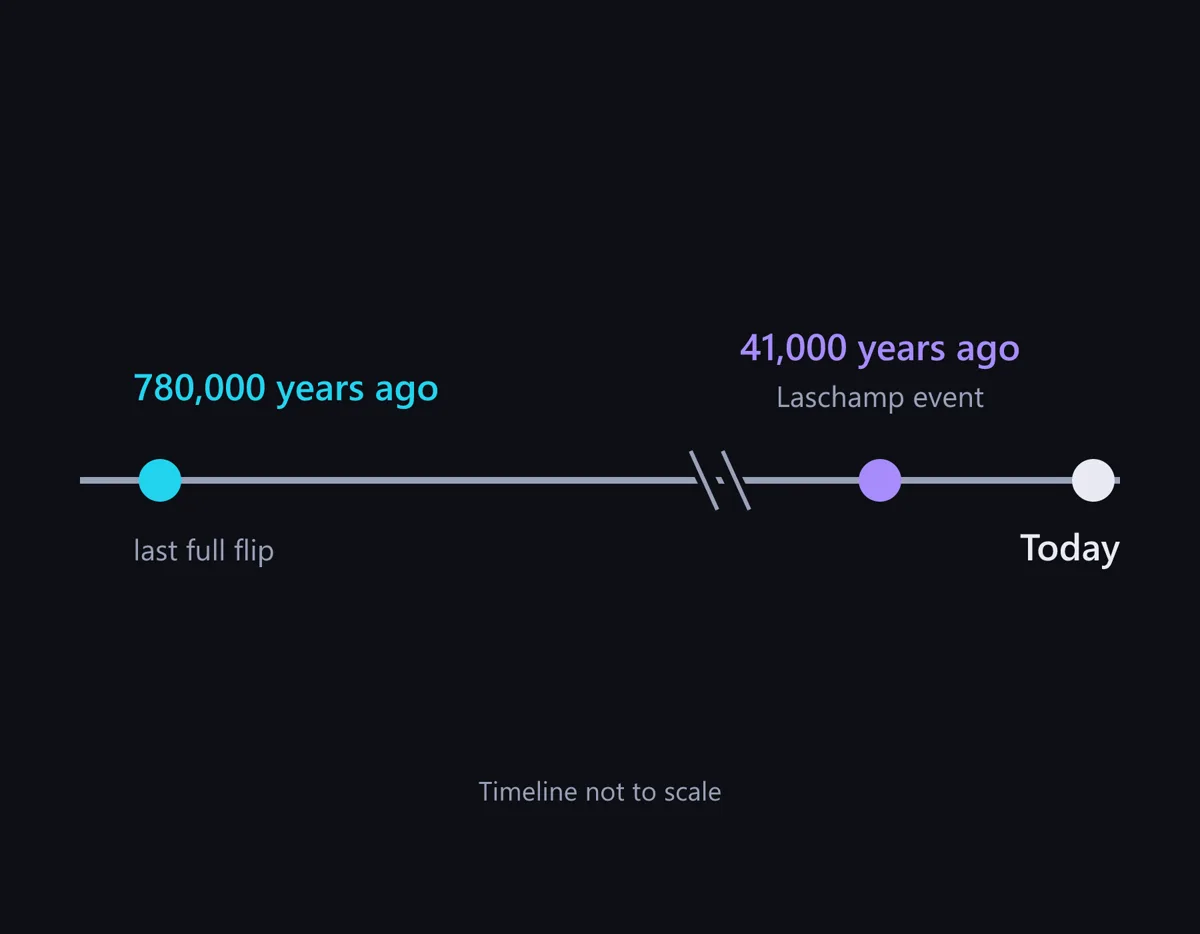 780,000 years ago
last full flip
41,000 years ago
Laschamp event
Today
Timeline not to scale